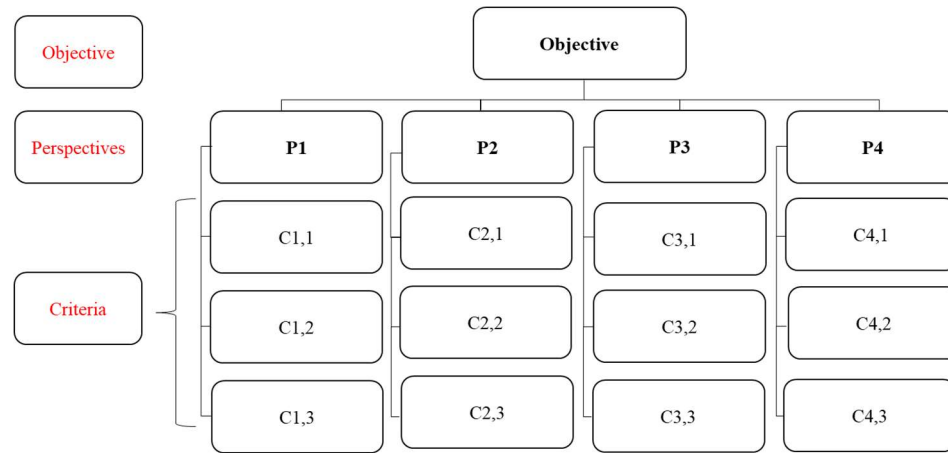 Objective
Objective
Perspectives
P1
P2
P3
P4
C1,1
C2,1
C3,1
C4,1
Criteria
C1,2
C2,2
C3,2
C4,2
C1,3
C2,3
C3,3
C4,3